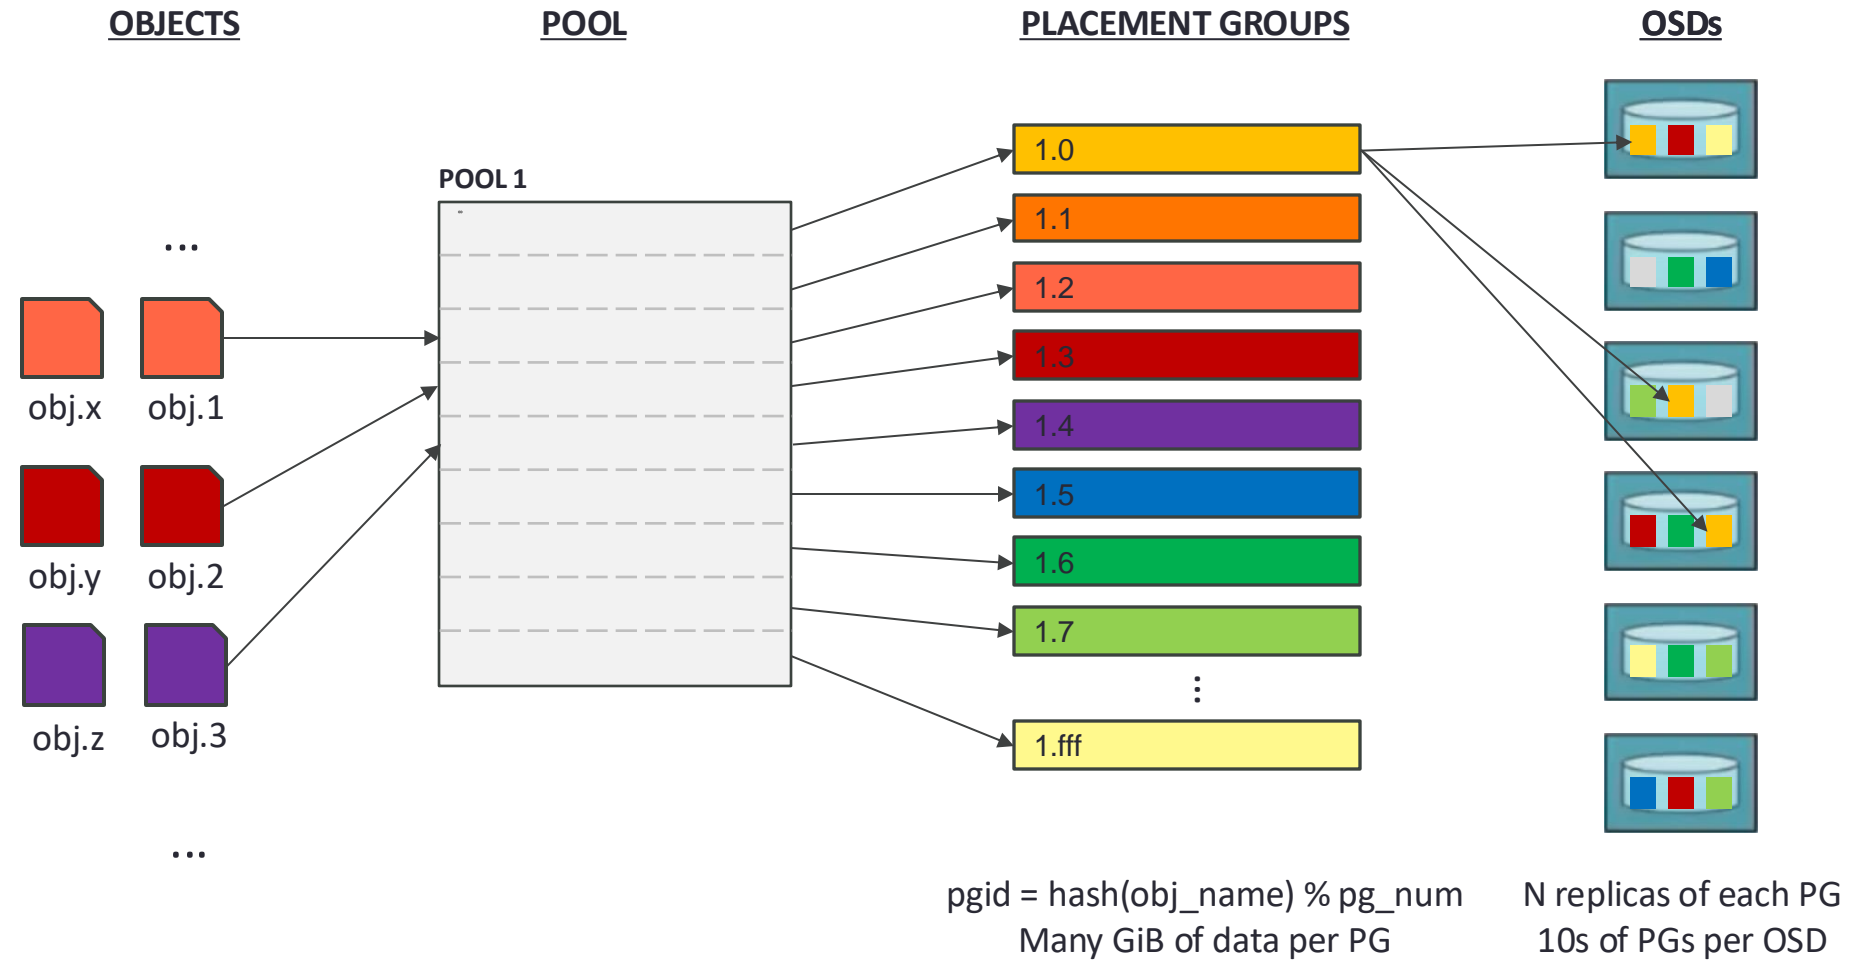 OBJECTS
POOL
PLACEMENT GROUPS
OSDs
POOL 1
...
obj.x
obj.1
obj.y
obj.2
obj.z
obj.3
...
1.0
1.1
1.2
1.3
1.4
1.5
1.6
1.7
...
1.fff
pgid = hash(obj_name) % pg_num
Many GiB of data per PG
N replicas of each PG
10s of PGs per OSD